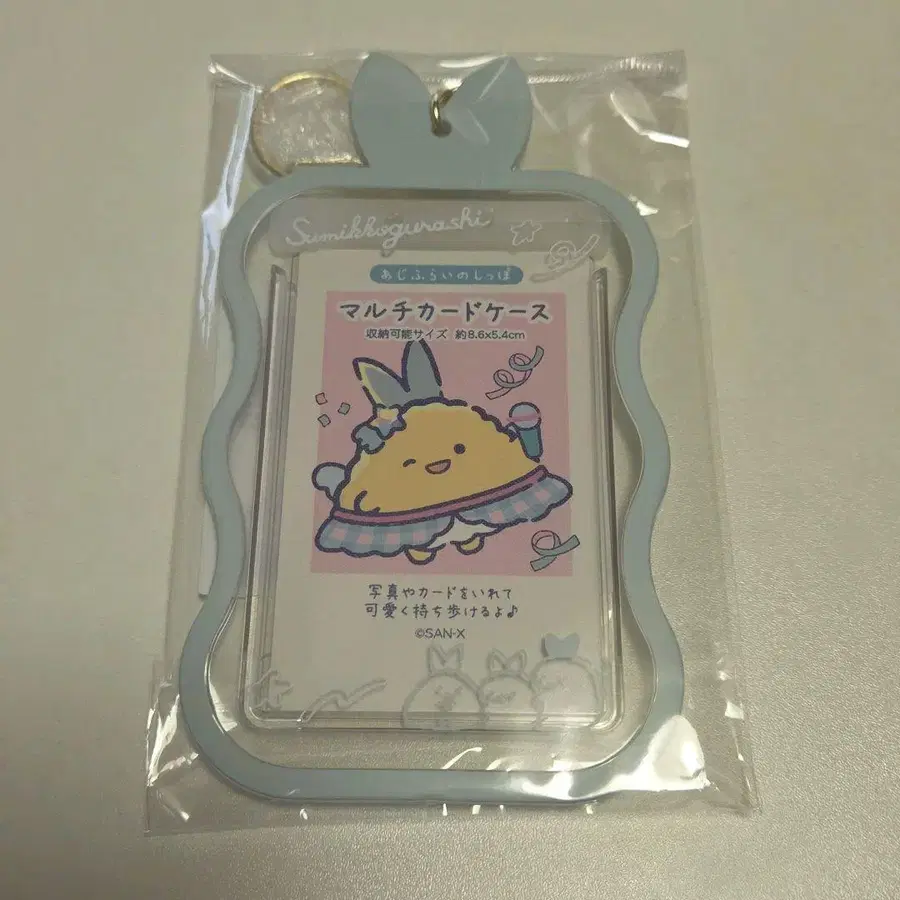 Sumikkogurashi
あじふらいのしっぽ
マルチカードケース
収納可能サイズ 約8.6x5.4cm
写真やカードをいれて
可愛く持ち歩けるよ♪
©SAN-X